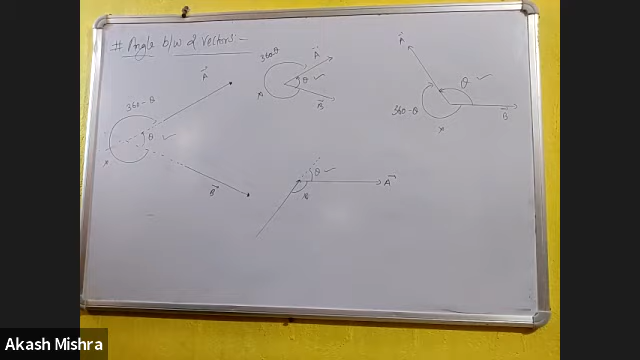 # Angle b/w 2 vectors:-
A
360-θ
θ ✓
x
B
360-θ
A
θ ✓
x
B
A
θ ✓
360-θ
x
B
θ ✓
A
Akash Mishra